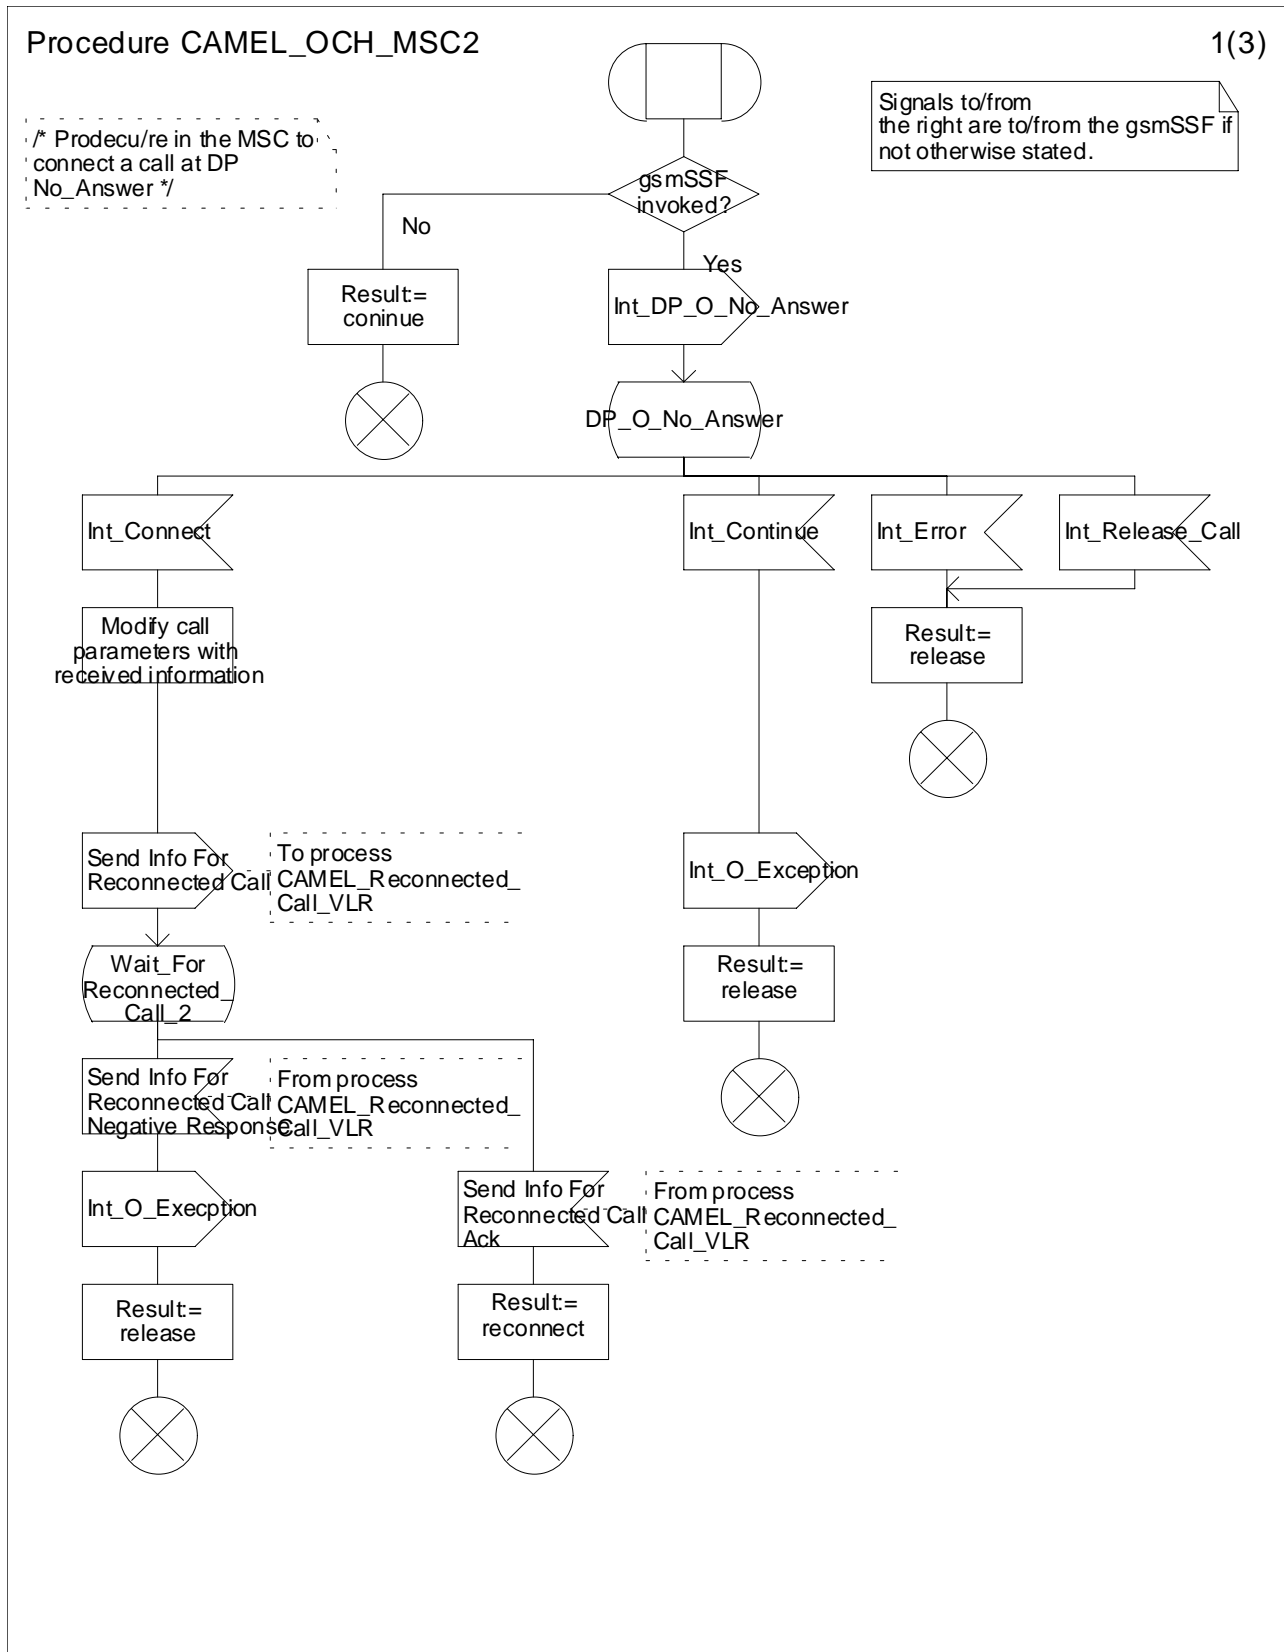 Procedure CAMEL_OCH_MSC2
1(3)
/* Prodecu/re in the MSC to
connect a call at DP
No_Answer */
Signals to/from
the right are to/from the gsmSSF if
not otherwise stated.
gsmSSF
invoked?
No
Yes
Result:=
coninue
Int_DP_O_No_Answer
DP_O_No_Answer
Int_Connect
Int_Continue
Int_Error
Int_Release_Call
Modify call
parameters with
received information
Result:=
release
Send Info For
Reconnected Call
To process
CAMEL_Reconnected_
Call_VLR
Int_O_Exception
Wait_For
Reconnected_
Call_2
Result:=
release
Send Info For
Reconnected Call
Negative Response
From process
CAMEL_Reconnected_
Call_VLR
Int_O_Execption
Send Info For
Reconnected Call
Ack
From process
CAMEL_Reconnected_
Call_VLR
Result:=
release
Result:=
reconnect